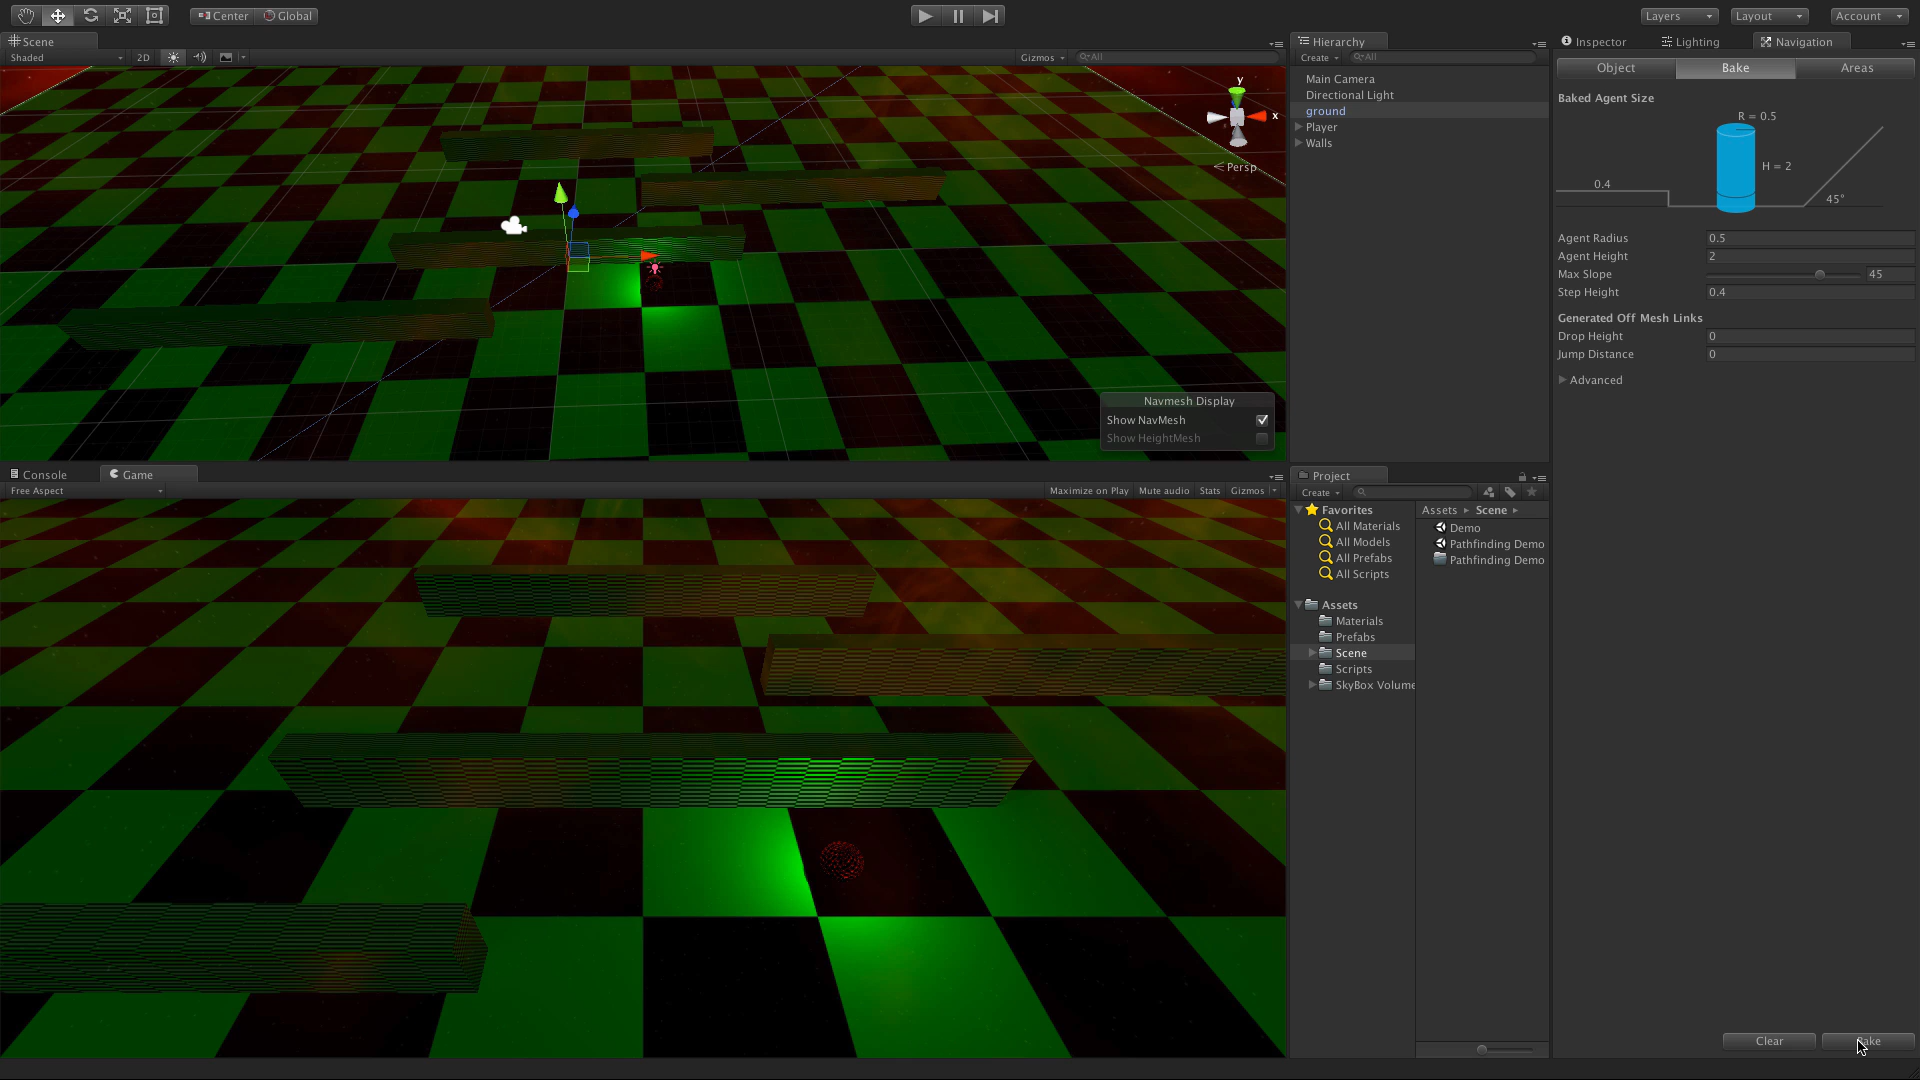 Center Global
Layers Layout Account
Scene
Shaded 2D Gizmos All
y
x
Persp
Navmesh Display
Show NavMesh
Show HeightMesh
Console Game
Free Aspect Maximize on Play Mute audio Stats Gizmos
Hierarchy
Create All
Main Camera
Directional Light
ground
Player
Walls
Project
Create
Favorites
All Materials
All Models
All Prefabs
All Scripts
Assets
Materials
Prefabs
Scene
Scripts
SkyBox Volume
Assets Scene
Demo
Pathfinding Demo
Pathfinding Demo
Inspector Lighting Navigation
Object Bake Areas
Baked Agent Size
R = 0.5
H = 2
0.4
45°
Agent Radius 0.5
Agent Height 2
Max Slope 45
Step Height 0.4
Generated Off Mesh Links
Drop Height 0
Jump Distance 0
Advanced
Clear Bake